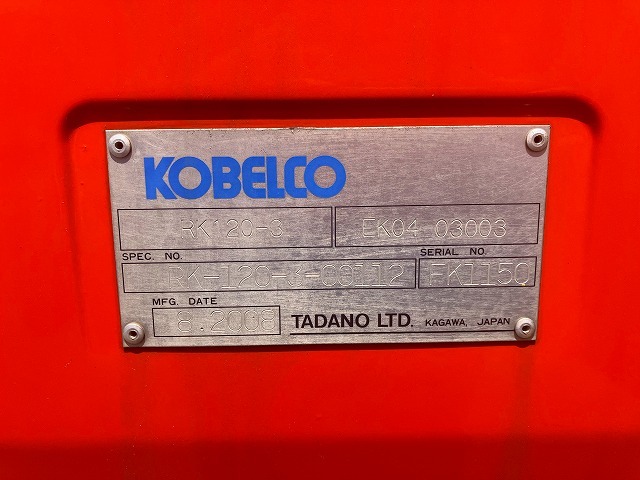 KOBELCO
RK120-3 EK04 03003
SPEC. NO. SERIAL NO.
MFG. DATE
8.2008 TADANO LTD. KAGAWA, JAPAN